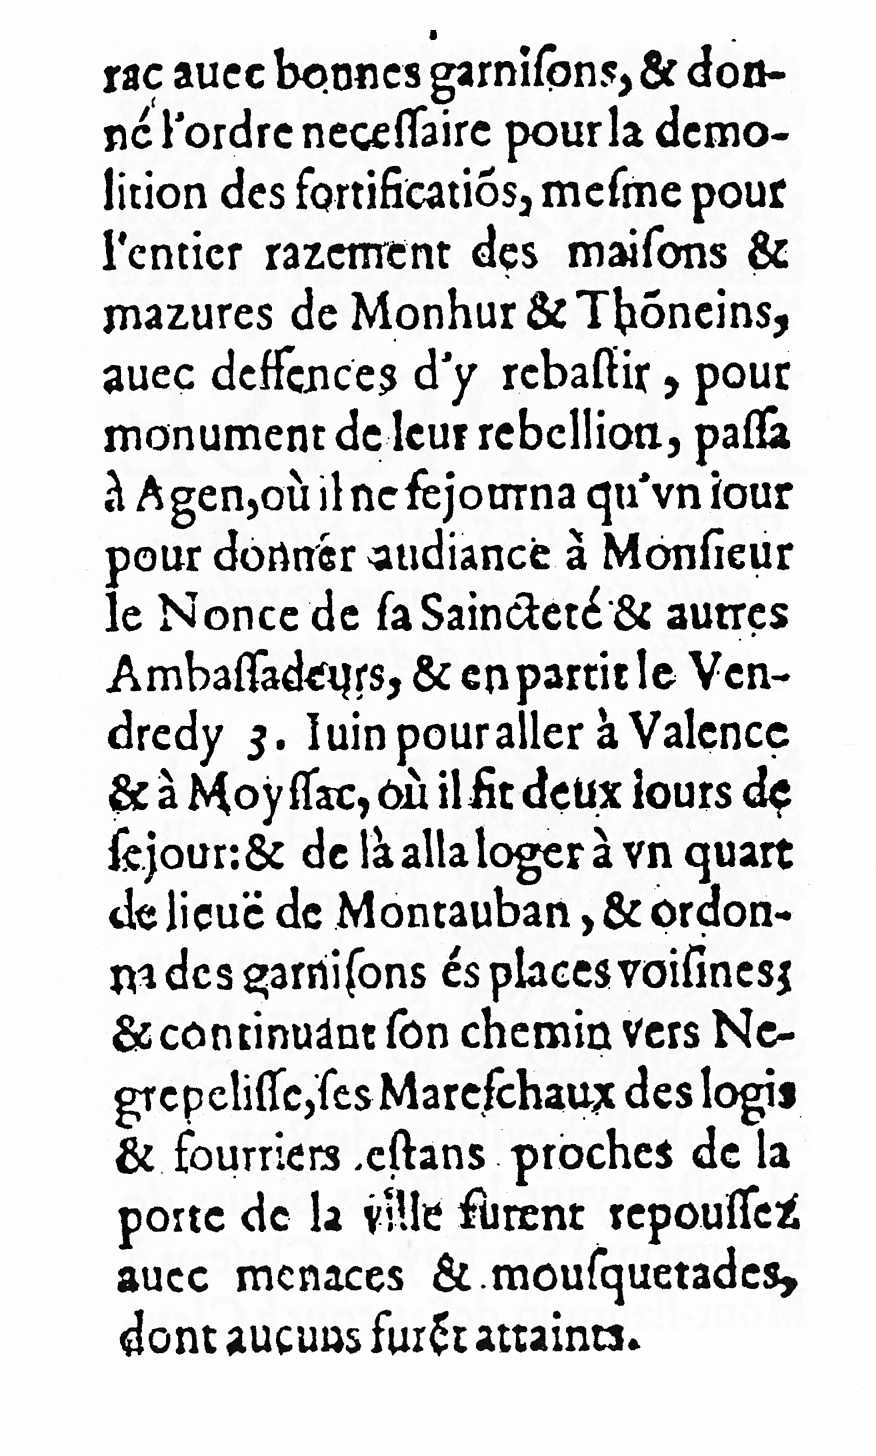 rac auec bonnes garniſons, & don-
né l'ordre neceſſaire pour la demo-
lition des fortificatiõs, meſme pour
l'entier razement des maiſons &
mazures de Monhur & Thõneins,
auec deffences d'y rebaſtir, pour
monument de leur rebellion, paſſa
à Agen, où il ne ſejourna qu'vn iour
pour donner audiance à Monſieur
le Nonce de ſa Saincteté & autres
Ambaſſadeurs, & en partit le Ven-
dredy 3. Iuin pour aller à Valence
& à Moyſſac, où il fit deux iours de
ſejour: & de là alla loger à vn quart
de lieuë de Montauban, & ordon-
na des garniſons és places voiſines;
& continuant ſon chemin vers Ne-
grepeliſſe, ſes Mareſchaux des logis
& fourriers eſtans proches de la
porte de la ville furent repouſſez
auec menaces & mouſquetades,
dont aucuns furẽt attaints.